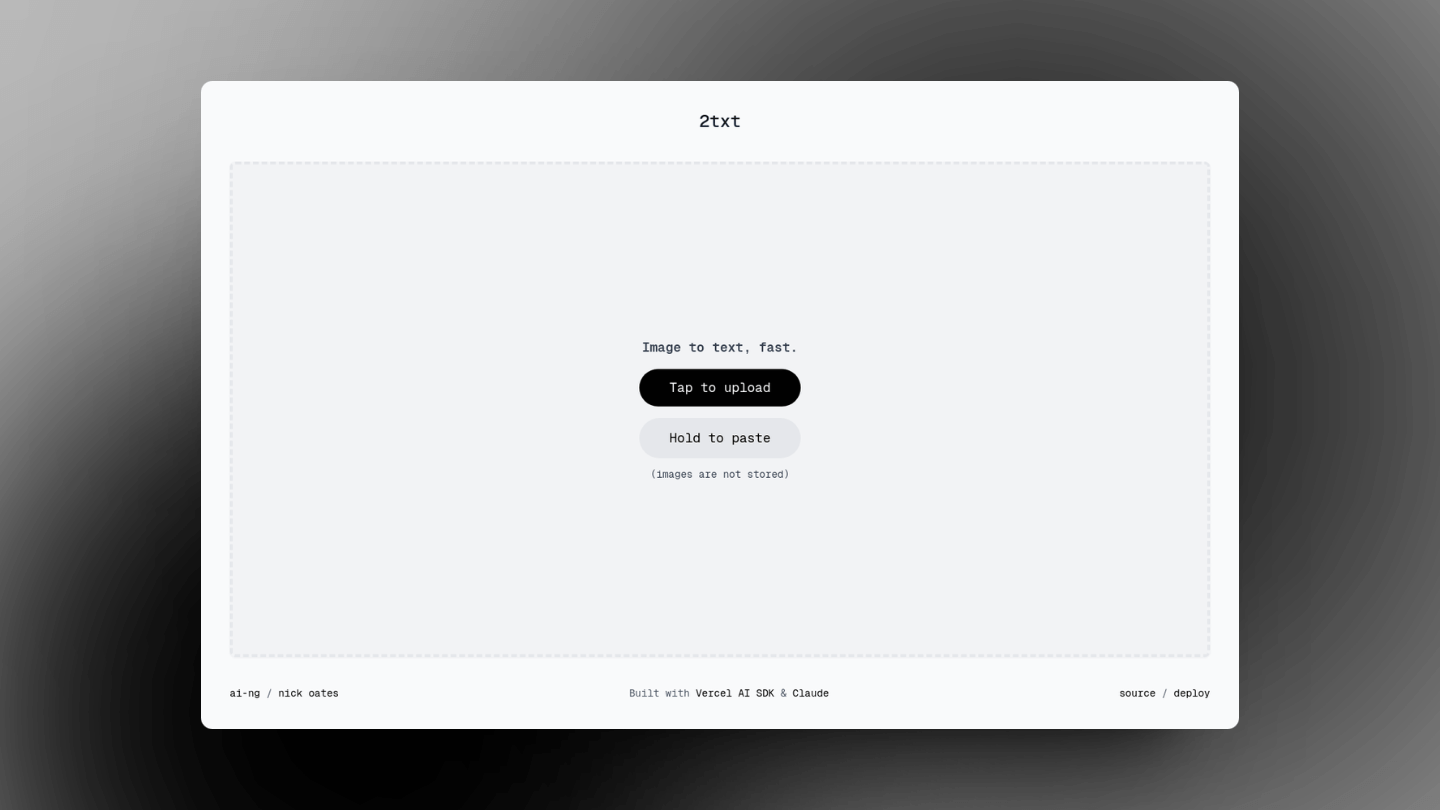 2txt
Image to text, fast.
Tap to upload
Hold to paste
(images are not stored)
ai-ng / nick oates
Built with Vercel AI SDK & Claude
source / deploy